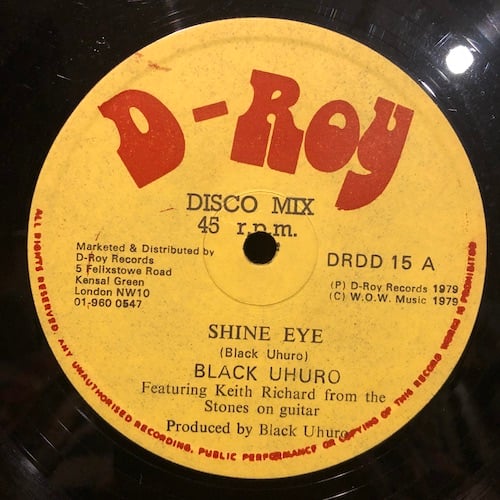 D-Roy
DISCO MIX
45 r.p.m.
Marketed & Distributed by
D-Roy Records
5 Felixstowe Road
Kensal Green
London NW10
01-960 0547
DRDD 15 A
(P) D-Roy Records 1979
(C) W.O.W. Music 1979
SHINE EYE
(Black Uhuro)
BLACK UHURO
Featuring Keith Richard from the
Stones on guitar
Produced by Black Uhuro
ALL RIGHTS RESERVED. ANY UNAUTHORISED RECORDING, PUBLIC PERFORMANCE OR COPYING OF THIS RECORD WORKS IS PROHIBITED